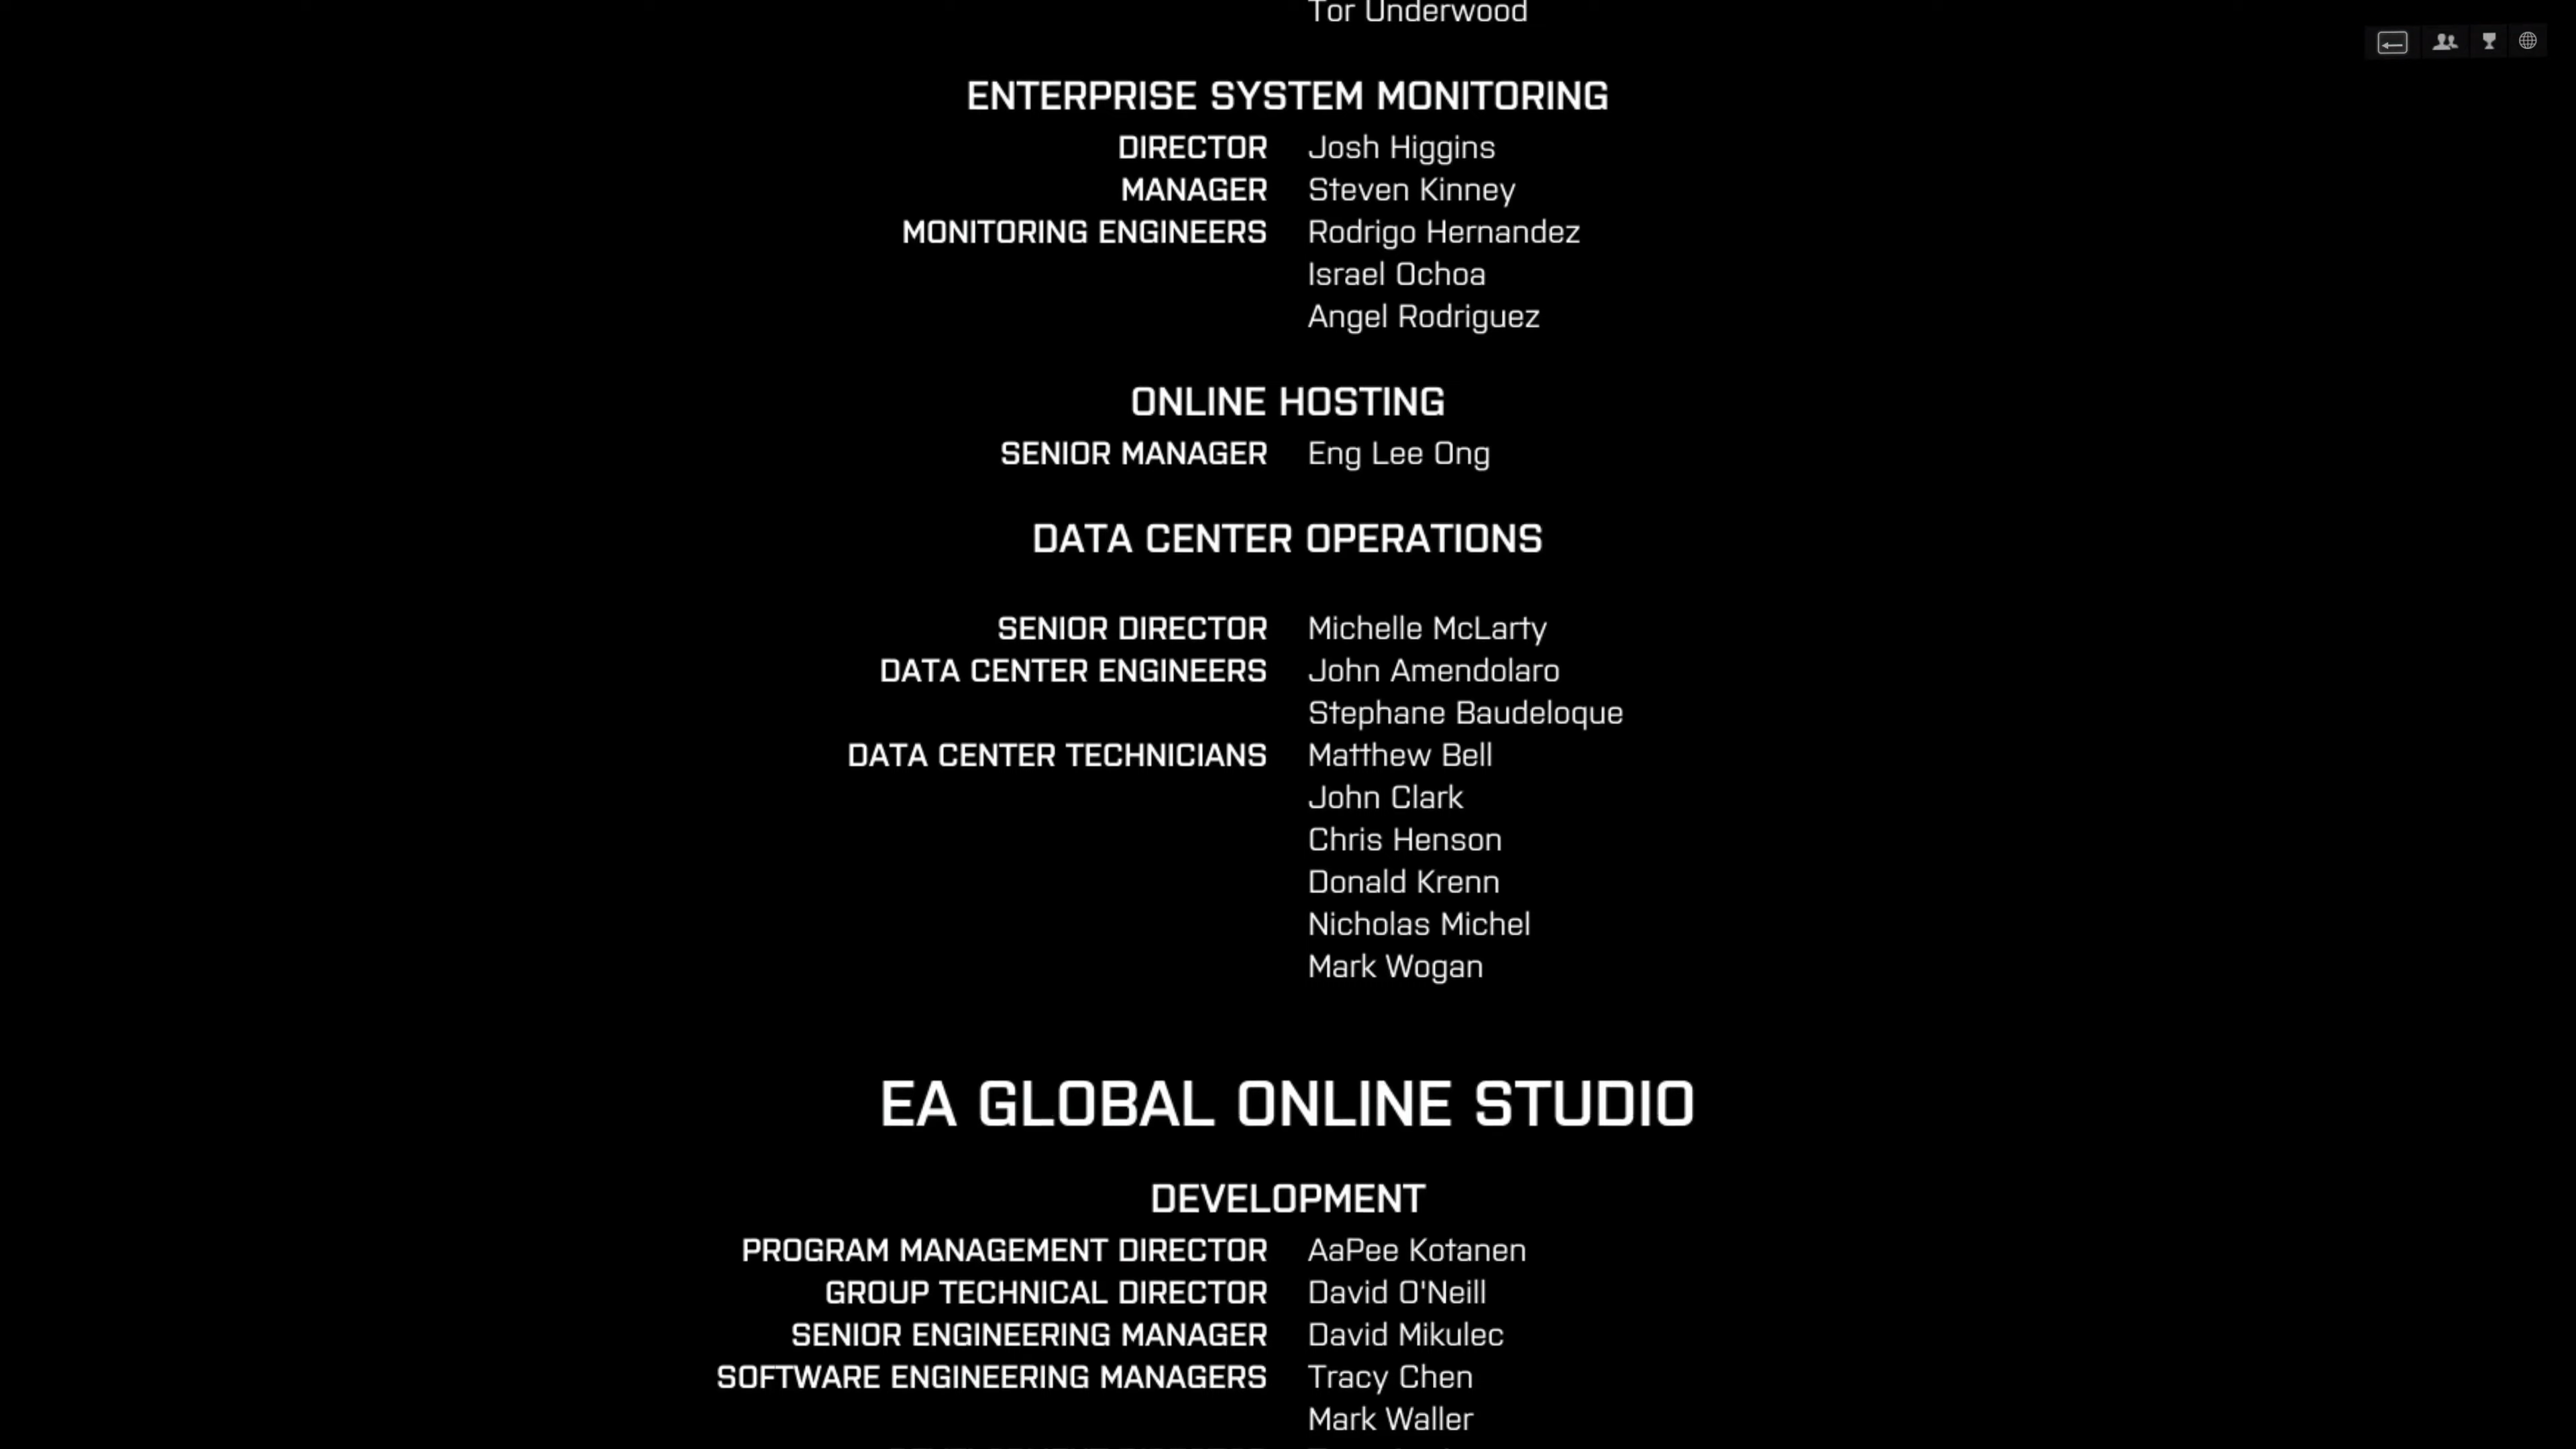 Tor Underwood
ENTERPRISE SYSTEM MONITORING
DIRECTOR Josh Higgins
MANAGER Steven Kinney
MONITORING ENGINEERS Rodrigo Hernandez
Israel Ochoa
Angel Rodriguez
ONLINE HOSTING
SENIOR MANAGER Eng Lee Ong
DATA CENTER OPERATIONS
SENIOR DIRECTOR Michelle McLarty
DATA CENTER ENGINEERS John Amendolaro
Stephane Baudeloque
DATA CENTER TECHNICIANS Matthew Bell
John Clark
Chris Henson
Donald Krenn
Nicholas Michel
Mark Wogan
EA GLOBAL ONLINE STUDIO
DEVELOPMENT
PROGRAM MANAGEMENT DIRECTOR AaPee Kotanen
GROUP TECHNICAL DIRECTOR David O'Neill
SENIOR ENGINEERING MANAGER David Mikulec
SOFTWARE ENGINEERING MANAGERS Tracy Chen
Mark Waller